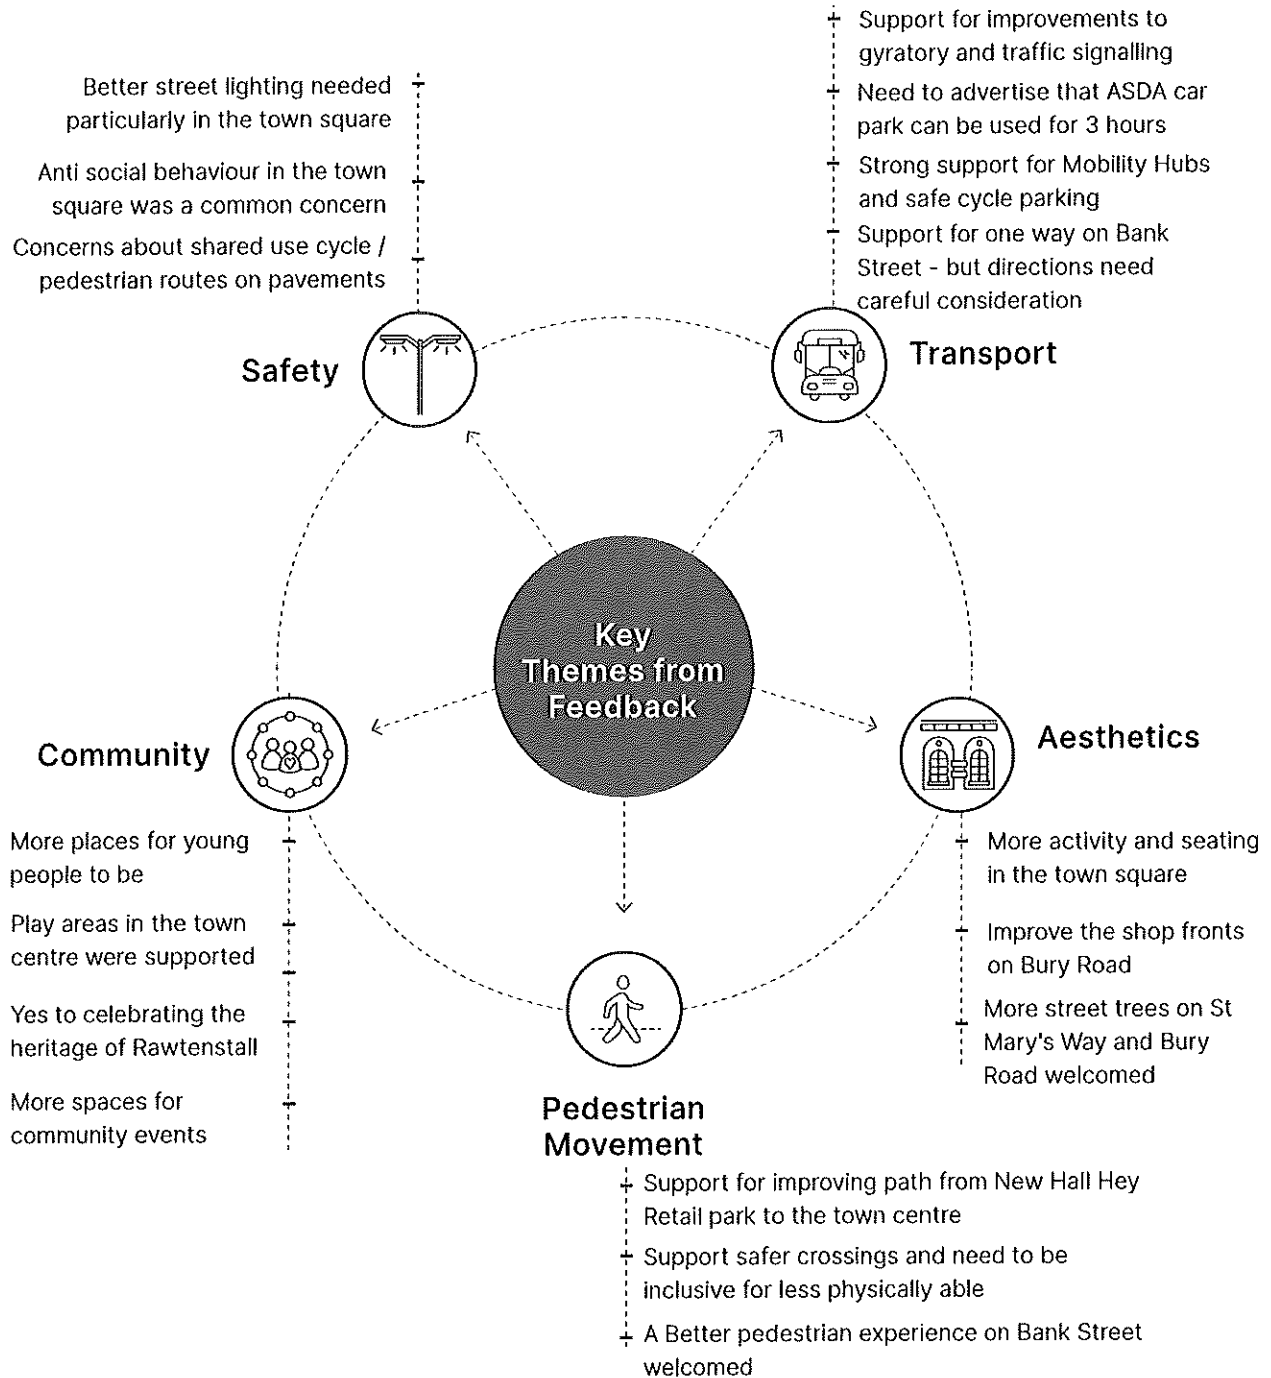 Better street lighting needed
particularly in the town square
Anti social behaviour in the town
square was a common concern
Concerns about shared use cycle /
pedestrian routes on pavements
Safety
Support for improvements to
gyratory and traffic signalling
Need to advertise that ASDA car
park can be used for 3 hours
Strong support for Mobility Hubs
and safe cycle parking
Support for one way on Bank
Street - but directions need
careful consideration
Transport
Key
Themes from
Feedback
Community
More places for young
people to be
Play areas in the town
centre were supported
Yes to celebrating the
heritage of Rawtenstall
More spaces for
community events
Aesthetics
More activity and seating
in the town square
Improve the shop fronts
on Bury Road
More street trees on St
Mary's Way and Bury
Road welcomed
Pedestrian
Movement
Support for improving path from New Hall Hey
Retail park to the town centre
Support safer crossings and need to be
inclusive for less physically able
A Better pedestrian experience on Bank Street
welcomed